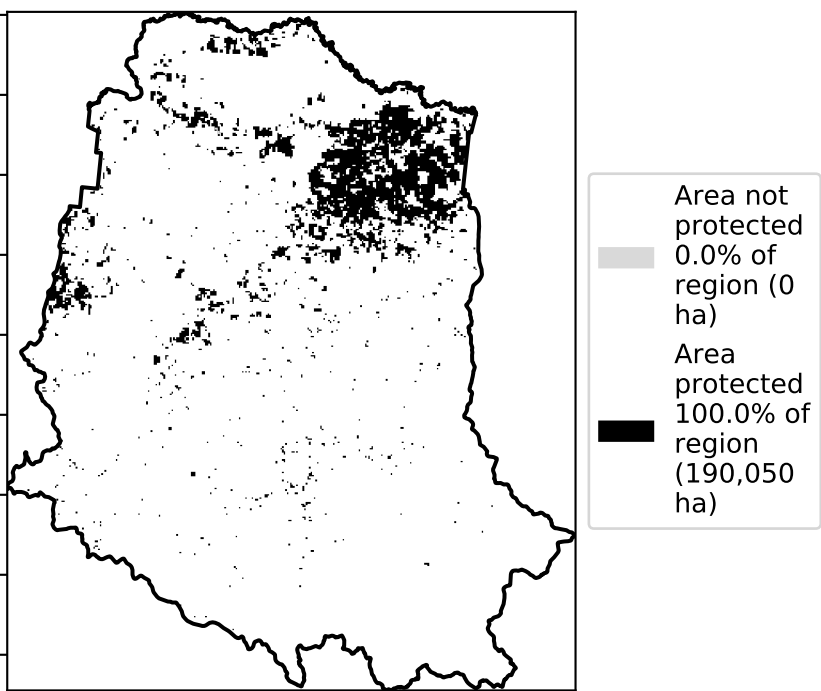 Area not
protected
0.0% of
region (0
ha)
Area
protected
100.0% of
region
(190,050
ha)